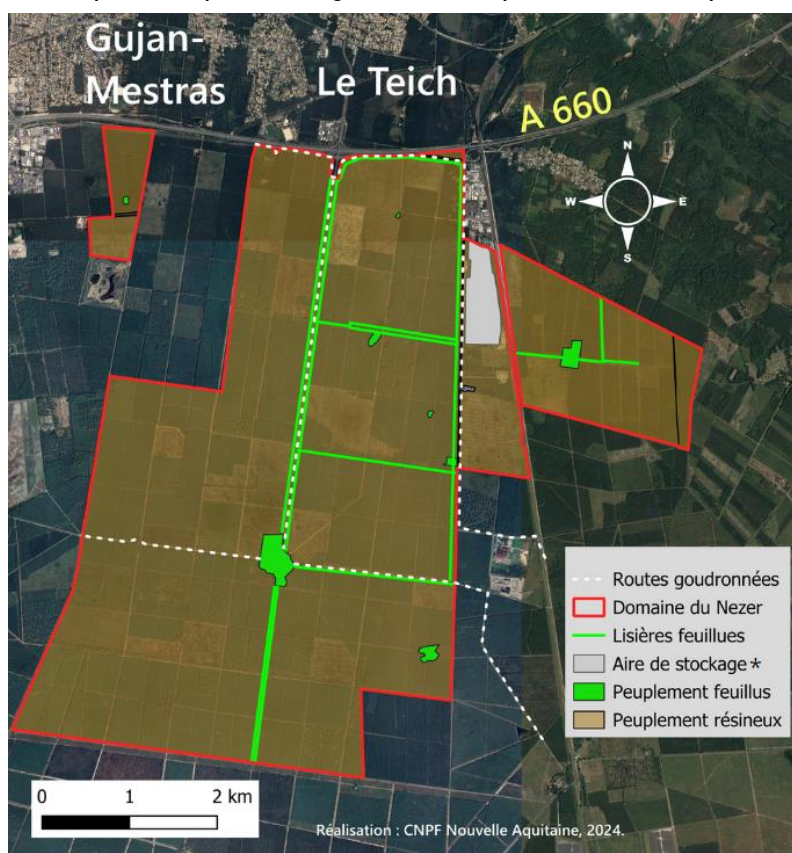 Gujan-
Mestras
Le Teich
A 660
N
W
E
S
Routes goudronnées
Domaine du Nezer
Lisières feuillues
Aire de stockage *
Peuplement feuillus
Peuplement résineux
0 1 2 km
Réalisation : CNPF Nouvelle Aquitaine, 2024.